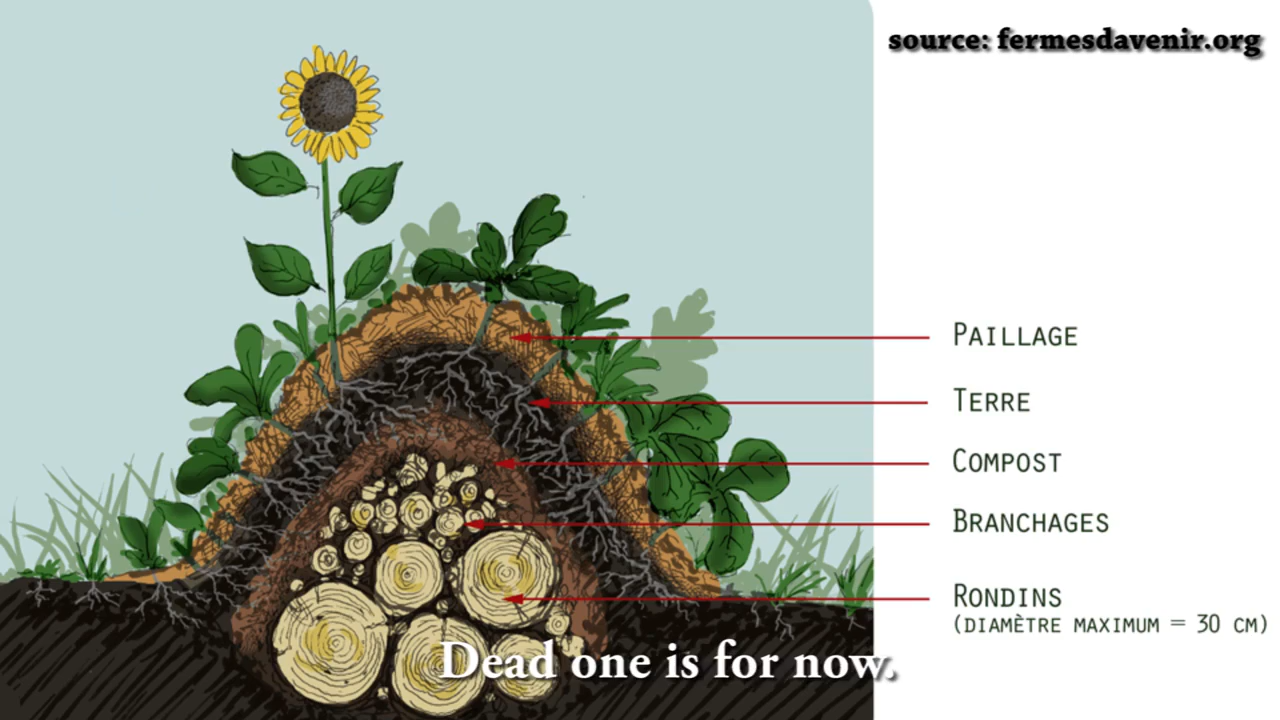 source: fermesdavenir.org
PAILLAGE
TERRE
COMPOST
BRANCHAGES
RONDINS
(DIAMÈTRE MAXIMUM = 30 CM)
Dead one is for now.